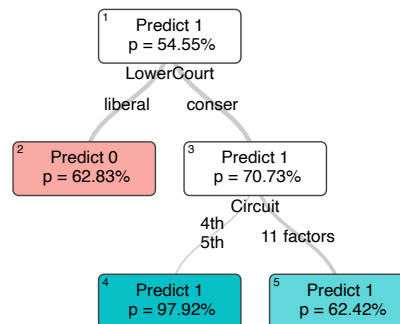 1
Predict 1
p = 54.55%
LowerCourt
liberal conser
2
Predict 0
p = 62.83%
3
Predict 1
p = 70.73%
Circuit
4th
5th
11 factors
4
Predict 1
p = 97.92%
5
Predict 1
p = 62.42%